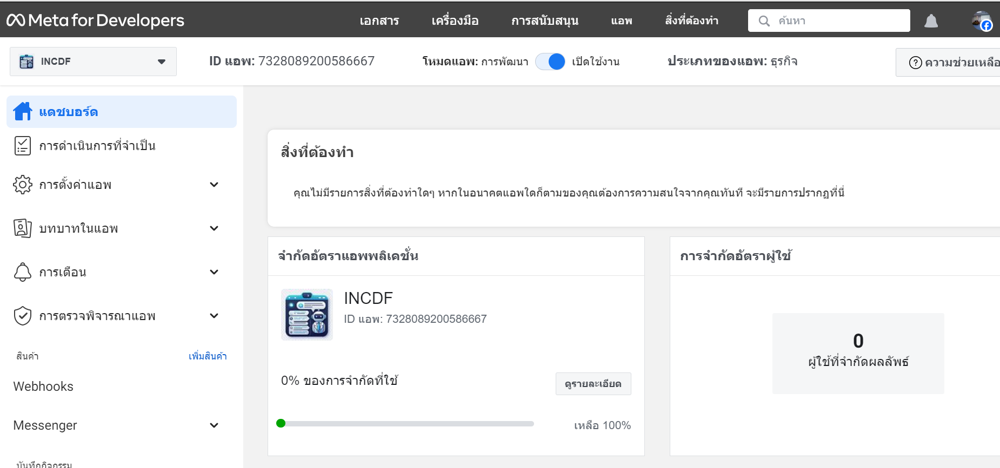 Meta for Developers
เอกสาร เครื่องมือ การสนับสนุน แอพ สิ่งที่ต้องทำ ค้นหา
INCDF ID แอพ: 7328089200586667 โหมดแอพ: การพัฒนา เปิดใช้งาน ประเภทของแอพ: ธุรกิจ ความช่วยเหลือ
แดชบอร์ด
การดำเนินการที่จำเป็น
การตั้งค่าแอพ
บทบาทในแอพ
การเตือน
การตรวจพิจารณาแอพ
สินค้า เพิ่มสินค้า
Webhooks
Messenger
บันทึกกิจกรรม
สิ่งที่ต้องทำ
คุณไม่มีรายการสิ่งที่ต้องทำใดๆ หากในอนาคตแอพใดก็ตามของคุณต้องการความสนใจจากคุณทันที จะมีรายการปรากฏที่นี่
จำกัดอัตราแอพพลิเคชั่น
INCDF
ID แอพ: 7328089200586667
0% ของการจำกัดที่ใช้ ดูรายละเอียด
เหลือ 100%
การจำกัดอัตราผู้ใช้
0
ผู้ใช้ที่จำกัดผลลัพธ์